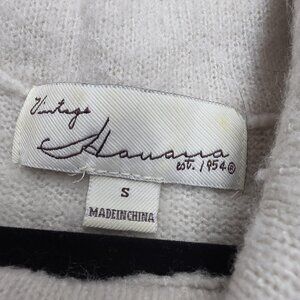 Vintage
Havana
est. 1954®
S
MADE IN CHINA